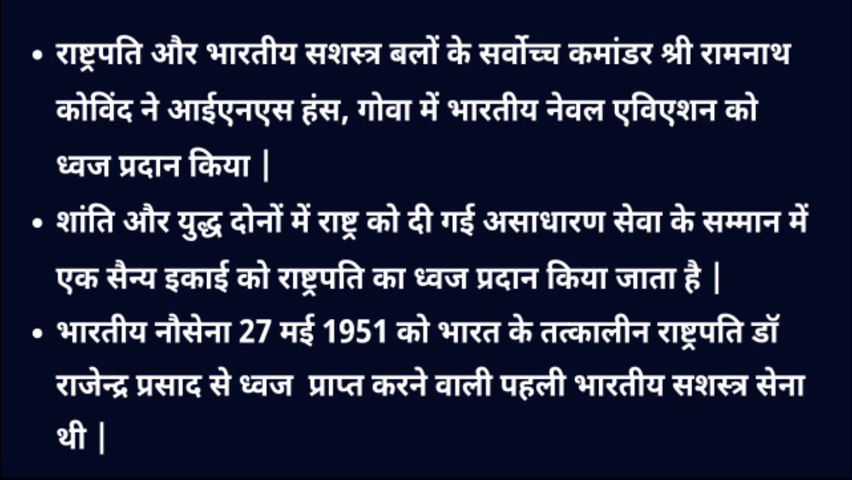 • राष्ट्रपति और भारतीय सशस्त्र बलों के सर्वोच्च कमांडर श्री रामनाथ
कोविंद ने आईएनएस हंस, गोवा में भारतीय नेवल एविएशन को
ध्वज प्रदान किया |
• शांति और युद्ध दोनों में राष्ट्र को दी गई असाधारण सेवा के सम्मान में
एक सैन्य इकाई को राष्ट्रपति का ध्वज प्रदान किया जाता है |
• भारतीय नौसेना 27 मई 1951 को भारत के तत्कालीन राष्ट्रपति डॉ
राजेन्द्र प्रसाद से ध्वज  प्राप्त करने वाली पहली भारतीय सशस्त्र सेना
थी |